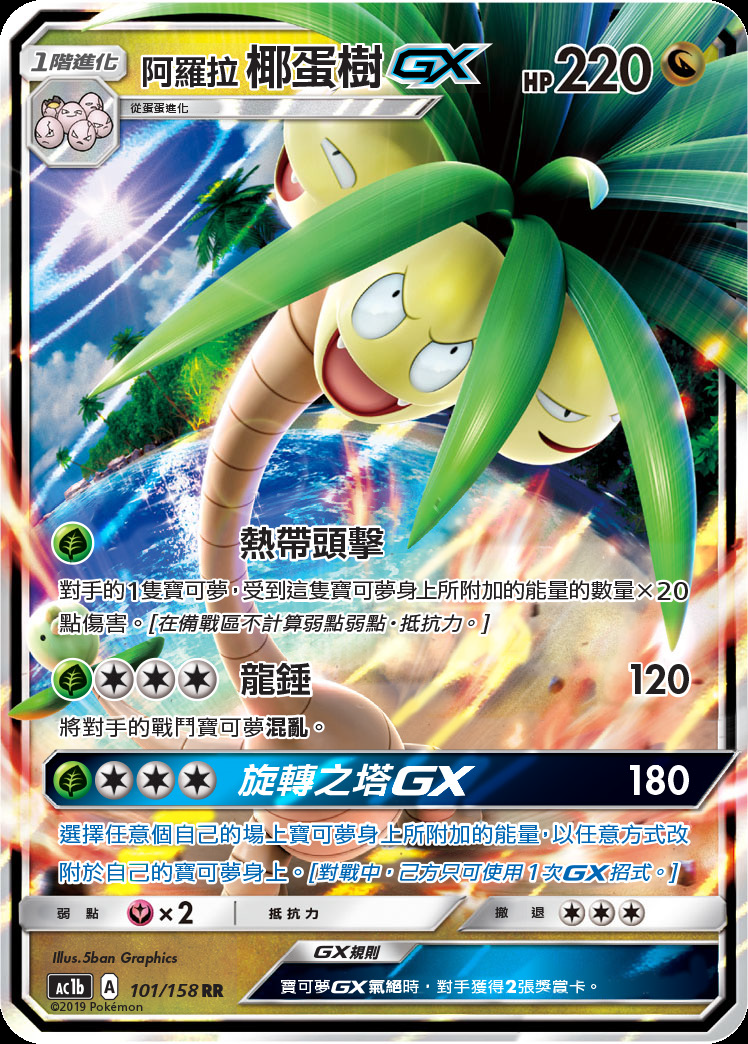 1階進化
阿羅拉 椰蛋樹GX
HP220
從蛋蛋進化
熱帶頭擊
對手的1隻寶可夢,受到這隻寶可夢身上所附加的能量的數量×20
點傷害。[在備戰區不計算弱點弱點・抵抗力。]
龍錘 120
將對手的戰鬥寶可夢混亂。
旋轉之塔GX 180
選擇任意個自己的場上寶可夢身上所附加的能量,以任意方式改
附於自己的寶可夢身上。[對戰中,己方只可使用1次GX招式。]
弱點 ×2 抵抗力 撤退
Illus.5ban Graphics
GX規則
寶可夢GX氣絕時,對手獲得2張獎賞卡。
AC1b A 101/158 RR
©2019 Pokémon